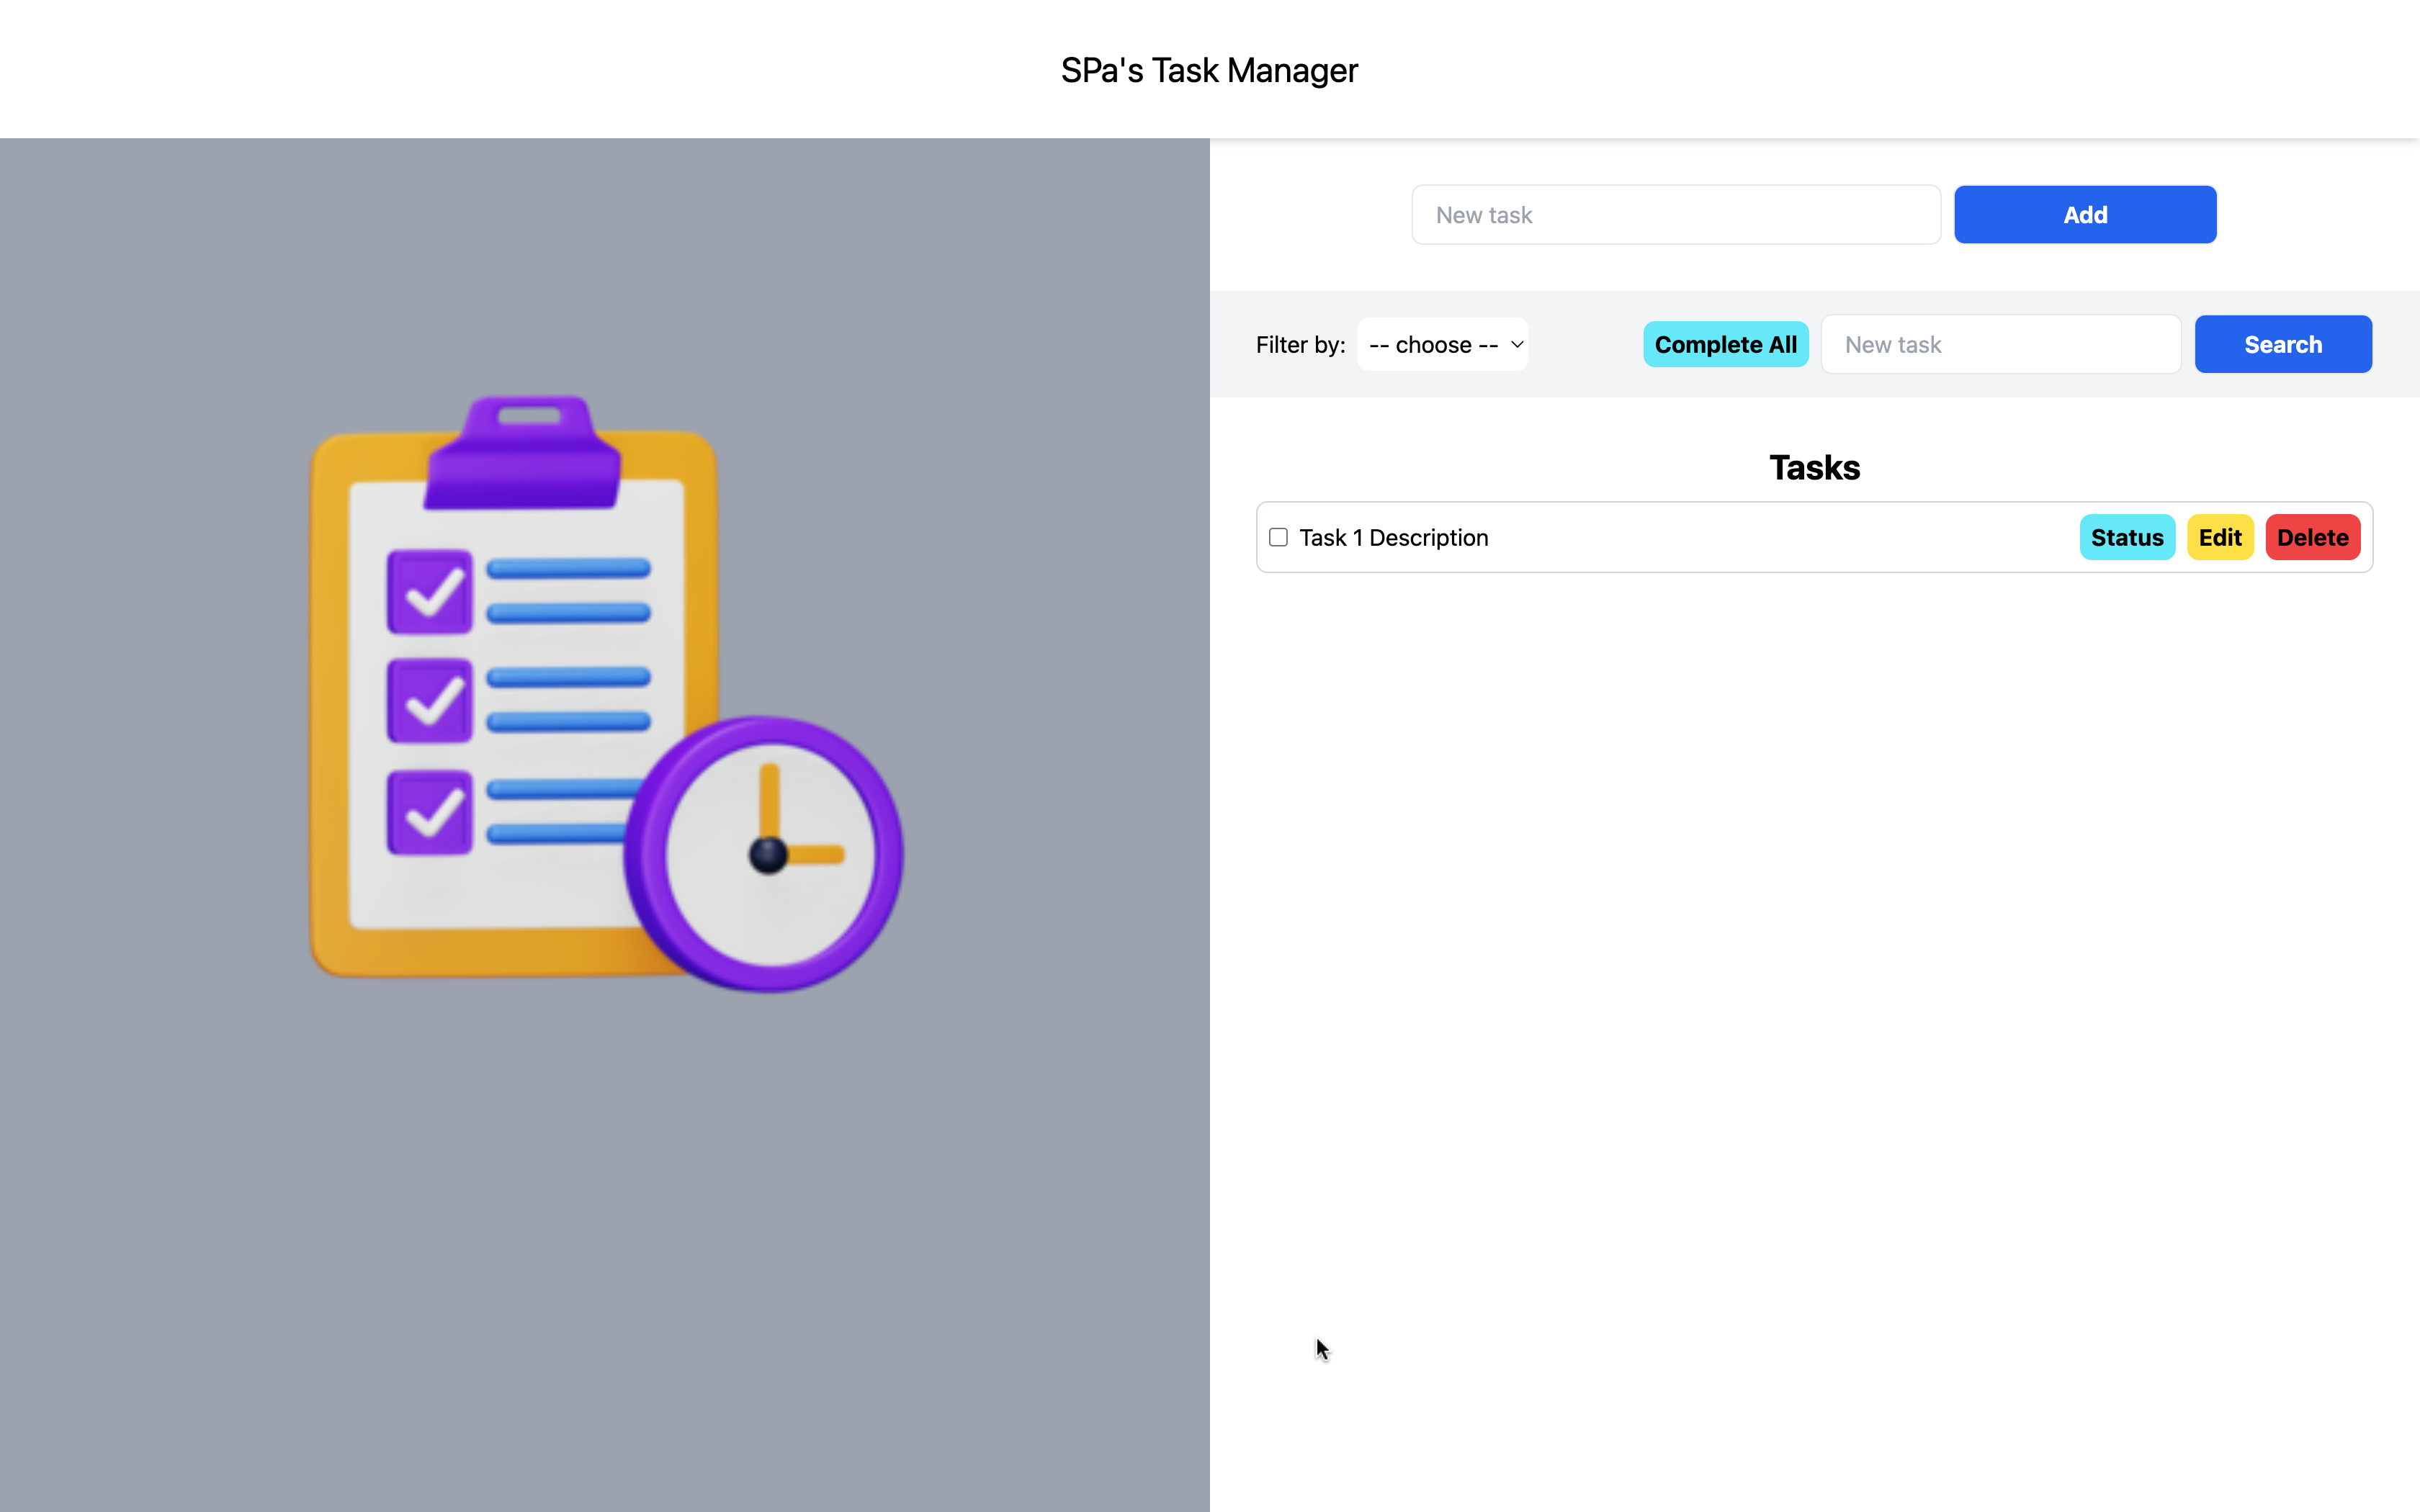 SPa's Task Manager
New task
Add
Filter by:
-- choose --
Complete All
New task
Search
Tasks
Task 1 Description
Status
Edit
Delete